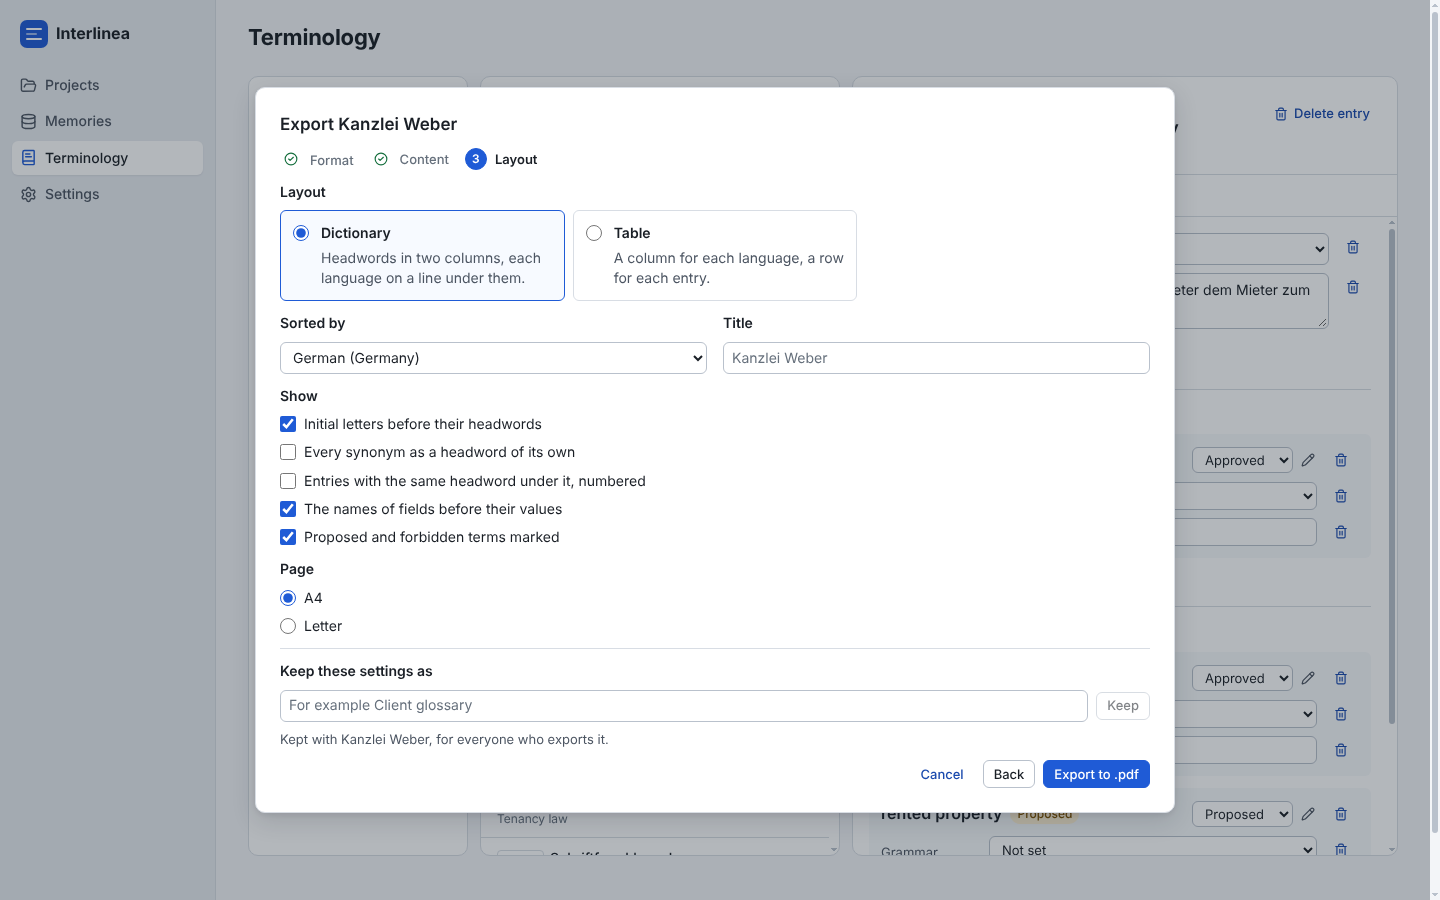 Interlinea
Projects
Memories
Terminology
Settings
Terminology
Delete entry
Export Kanzlei Weber
Format
Content
3
Layout
Layout
Dictionary
Headwords in two columns, each
language on a line under them.
Table
A column for each language, a row
for each entry.
Sorted by
German (Germany)
Title
Kanzlei Weber
Show
Initial letters before their headwords
Every synonym as a headword of its own
Entries with the same headword under it, numbered
The names of fields before their values
Proposed and forbidden terms marked
Page
A4
Letter
Keep these settings as
For example Client glossary
Keep
Kept with Kanzlei Weber, for everyone who exports it.
Cancel
Back
Export to .pdf
dem Mieter zum
Approved
Approved
Tenancy law
rented property
Proposed
Proposed
Grammar
Not set